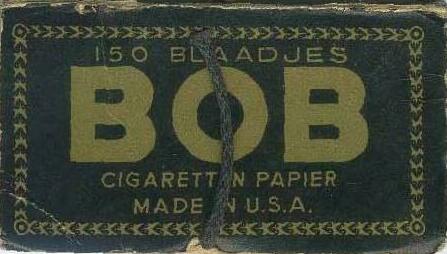 150 BLAADJES
BOB
CIGARETTEN PAPIER
MADE IN U.S.A.